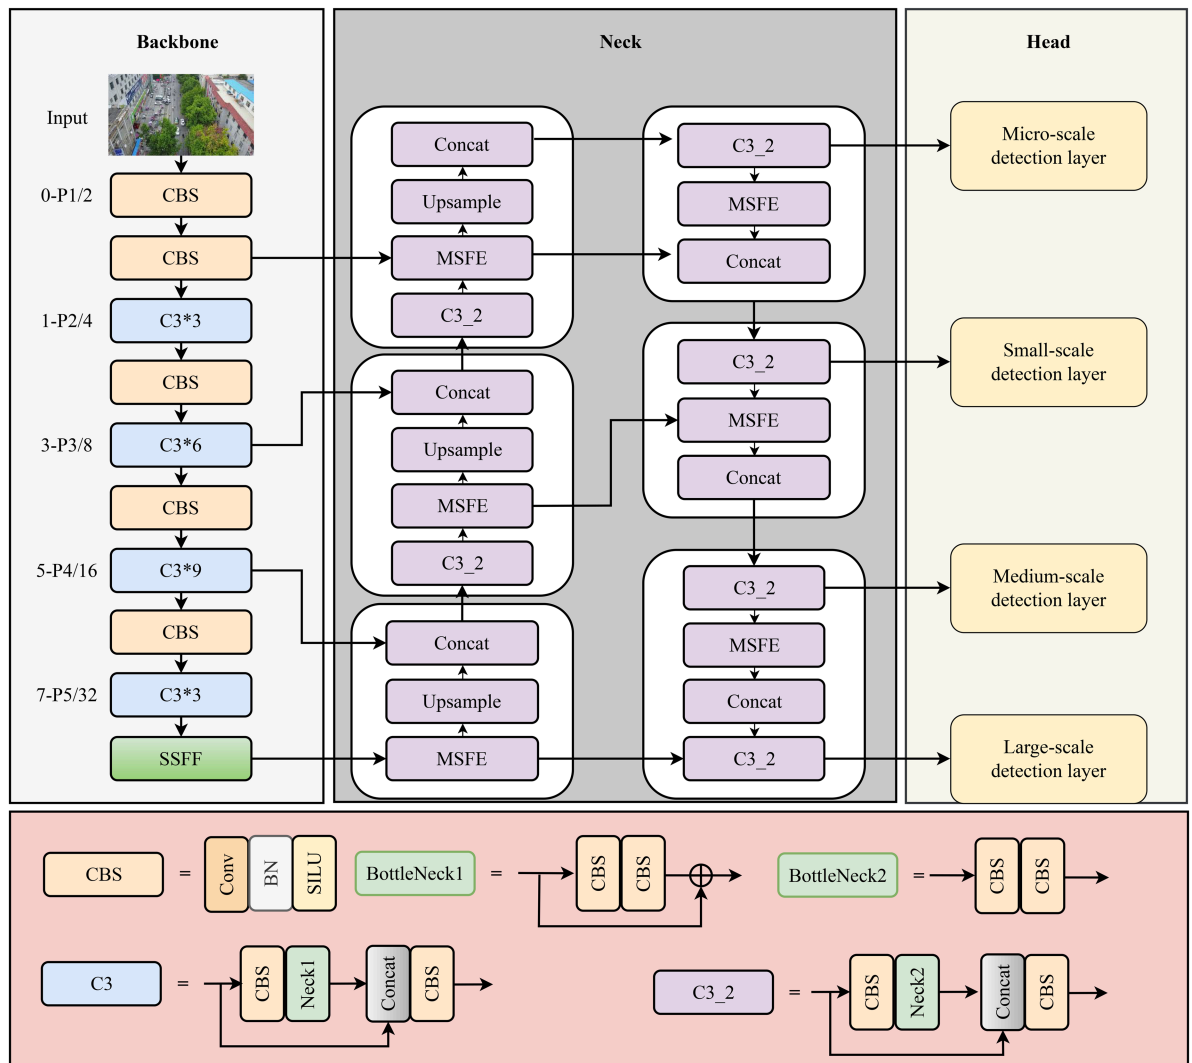 Backbone
Input
0-P1/2
CBS
CBS
1-P2/4
C3*3
CBS
3-P3/8
C3*6
CBS
5-P4/16
C3*9
CBS
7-P5/32
C3*3
SSFF
Neck
Concat
Upsample
MSFE
C3_2
Concat
Upsample
MSFE
C3_2
Concat
Upsample
MSFE
C3_2
MSFE
Concat
C3_2
MSFE
Concat
C3_2
MSFE
Concat
C3_2
Head
Micro-scale
detection layer
Small-scale
detection layer
Medium-scale
detection layer
Large-scale
detection layer
CBS = Conv BN SILU
BottleNeck1 = CBS CBS
BottleNeck2 = CBS CBS
C3 = CBS Neck1 Concat CBS
C3_2 = CBS Neck2 Concat CBS